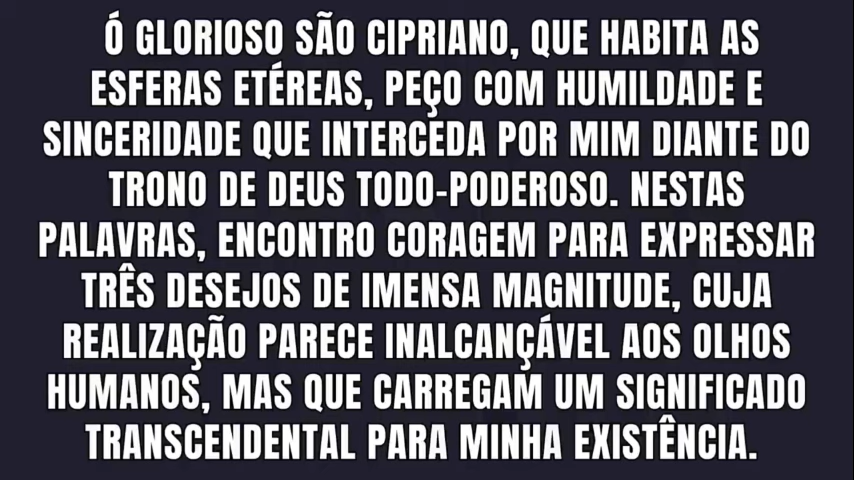 Ó GLORIOSO SÃO CIPRIANO, QUE HABITA AS
ESFERAS ETÉREAS, PEÇO COM HUMILDADE E
SINCERIDADE QUE INTERCEDA POR MIM DIANTE DO
TRONO DE DEUS TODO-PODEROSO. NESTAS
PALAVRAS, ENCONTRO CORAGEM PARA EXPRESSAR
TRÊS DESEJOS DE IMENSA MAGNITUDE, CUJA
REALIZAÇÃO PARECE INALCANÇÁVEL AOS OLHOS
HUMANOS, MAS QUE CARREGAM UM SIGNIFICADO
TRANSCENDENTAL PARA MINHA EXISTÊNCIA.